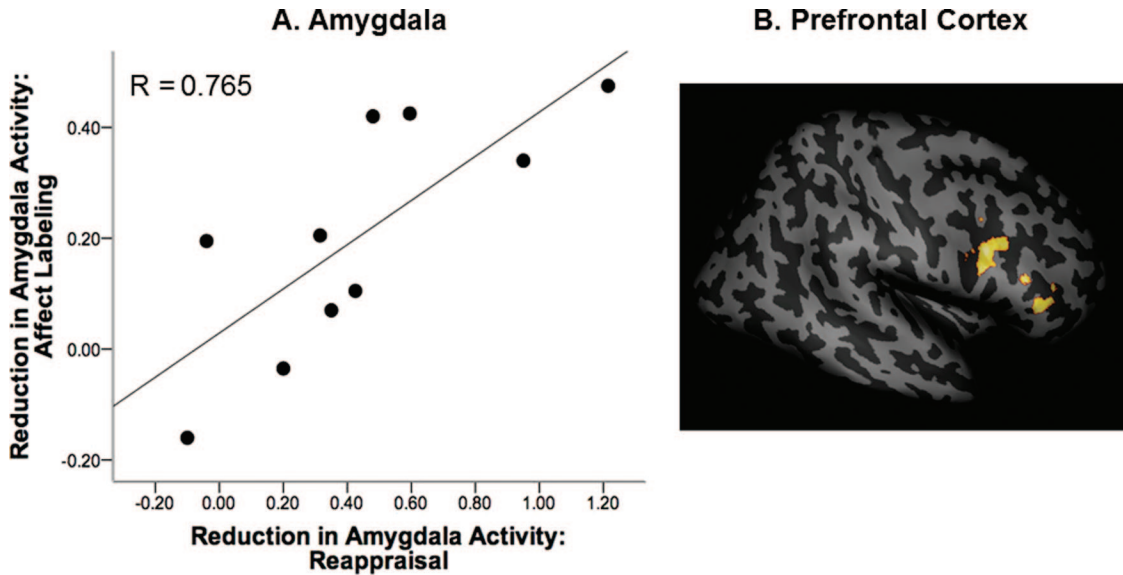 A. Amygdala
B. Prefrontal Cortex
R = 0.765
Reduction in Amygdala Activity:
Affect Labeling
0.40
0.20
0.00
-0.20
-0.20
0.00
0.20
0.40
0.60
0.80
1.00
1.20
Reduction in Amygdala Activity:
Reappraisal